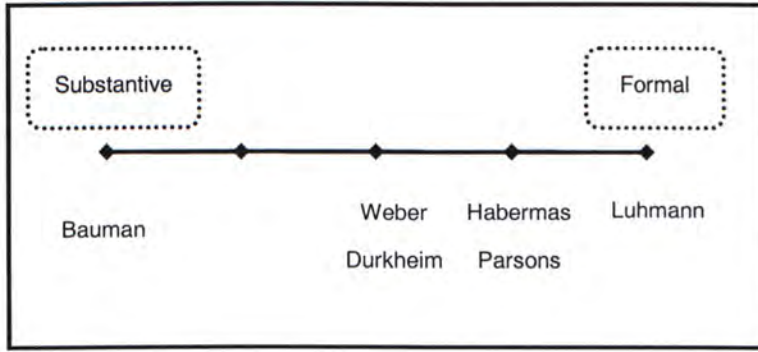 Substantive Formal
Weber Habermas Luhmann
Bauman
Durkheim Parsons